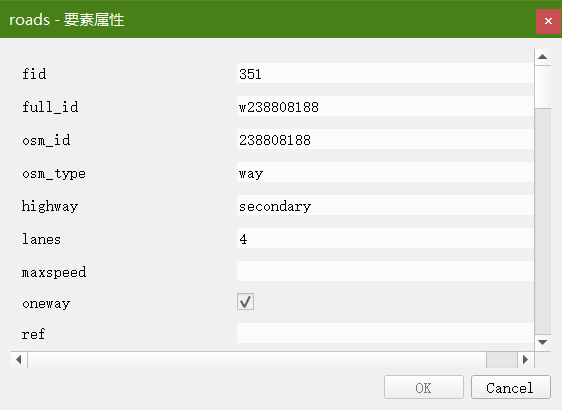 roads - 要素属性
fid 351
full_id w238808188
osm_id 238808188
osm_type way
highway secondary
lanes 4
maxspeed
oneway
ref
OK Cancel